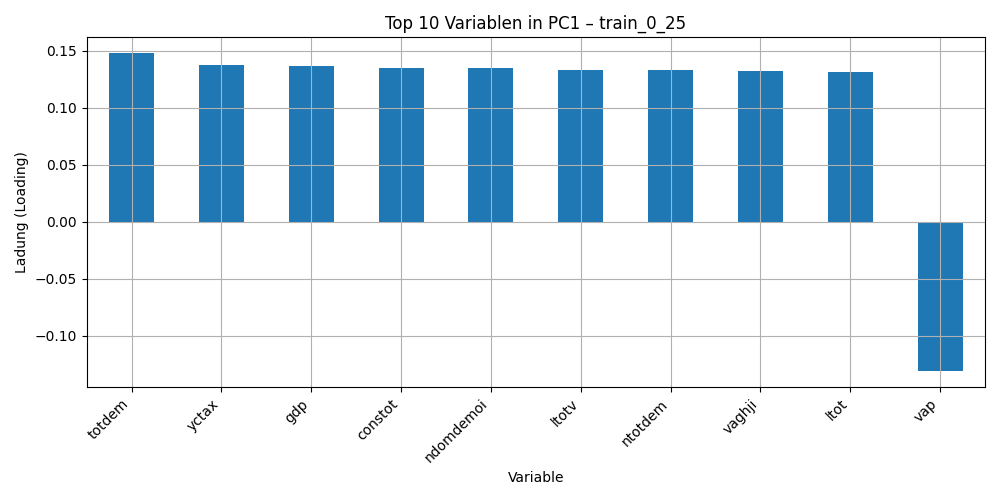 Top 10 Variablen in PC1 – train_0_25
Ladung (Loading)
0.15
0.10
0.05
0.00
−0.05
−0.10
totdem
yctax
gdp
constot
ndomdemoi
ltotv
ntotdem
vaghji
ltot
vap
Variable